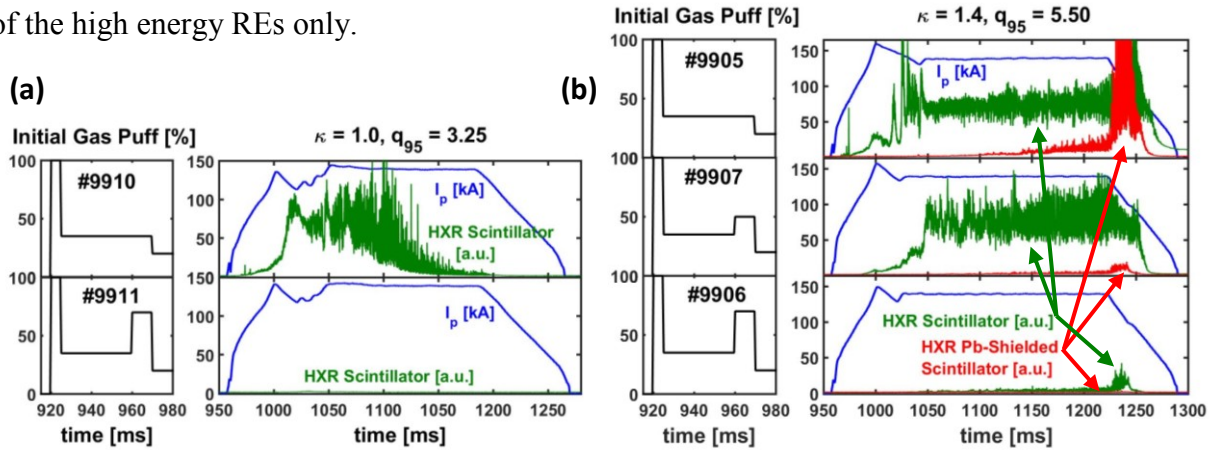 of the high energy REs only.
(a)
Initial Gas Puff [%]
κ = 1.0, q95 = 3.25
100
#9910
50
100
#9911
50
0
920 940 960 980
time [ms]
150
100
50
150
100
50
0
Ip [kA]
HXR Scintillator
[a.u.]
Ip [kA]
HXR Scintillator [a.u.]
950 1000 1050 1100 1150 1200 1250
time [ms]
(b)
Initial Gas Puff [%]
κ = 1.4, q95 = 5.50
100
#9905
50
100
#9907
50
100
#9906
50
0
920 940 960 980
time [ms]
150
100
50
150
100
50
150
100
50
0
Ip [kA]
Ip [kA]
HXR Scintillator [a.u.]
HXR Pb-Shielded
Scintillator [a.u.]
950 1000 1050 1100 1150 1200 1250 1300
time [ms]